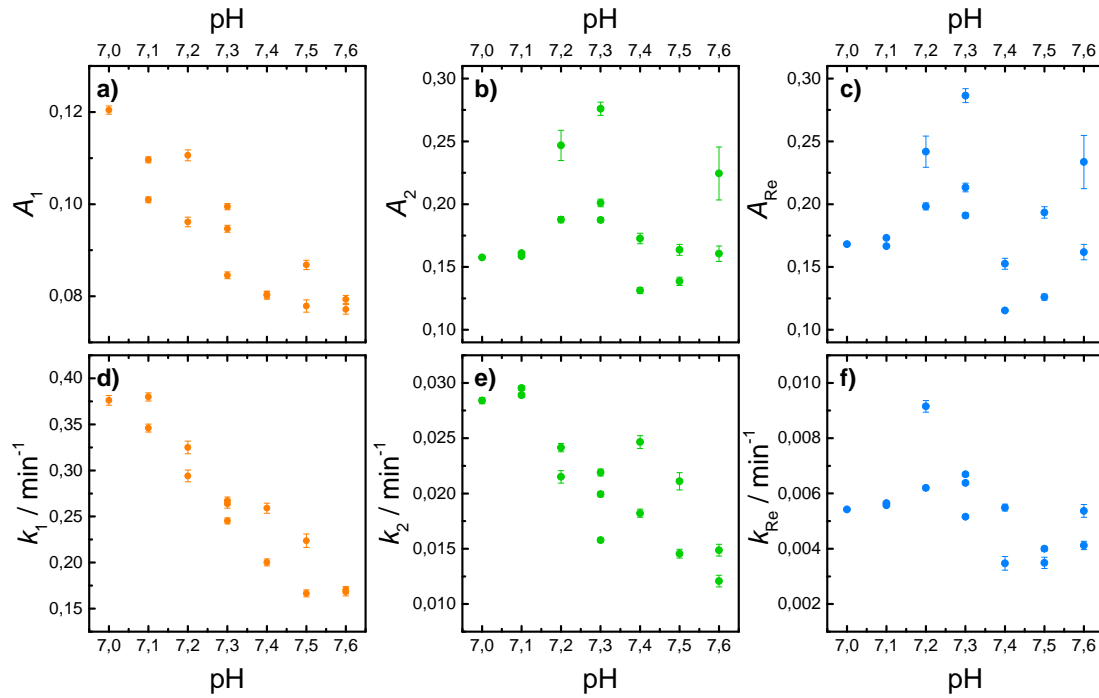 pH pH pH
7,0 7,1 7,2 7,3 7,4 7,5 7,6 7,0 7,1 7,2 7,3 7,4 7,5 7,6 7,0 7,1 7,2 7,3 7,4 7,5 7,6
a)
0,12
0,10
0,08
A₁
b)
0,30
0,25
0,20
0,15
0,10
A₂
c)
0,30
0,25
0,20
0,15
0,10
A_Re
d)
0,40
0,35
0,30
0,25
0,20
0,15
k₁ / min⁻¹
e)
0,030
0,025
0,020
0,015
0,010
k₂ / min⁻¹
f)
0,010
0,008
0,006
0,004
0,002
k_Re / min⁻¹
7,0 7,1 7,2 7,3 7,4 7,5 7,6 7,0 7,1 7,2 7,3 7,4 7,5 7,6 7,0 7,1 7,2 7,3 7,4 7,5 7,6
pH pH pH